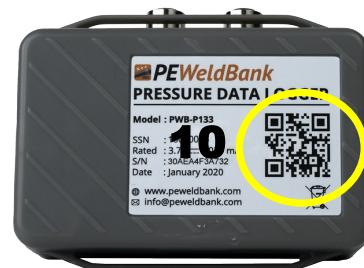 PEWeldBank
PRESSURE DATA LOGGER
Model : PWB-P133
SSN :
Rated : 3.7
S/N : 30AEA4F3A732
Date : January 2020
www.peweldbank.com
info@peweldbank.com
10